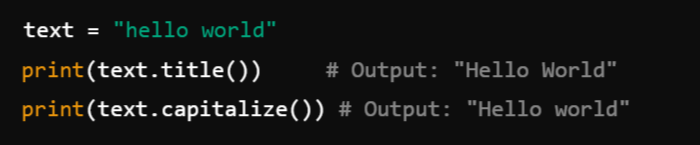 text = "hello world"
print(text.title())     # Output: "Hello World"
print(text.capitalize()) # Output: "Hello world"